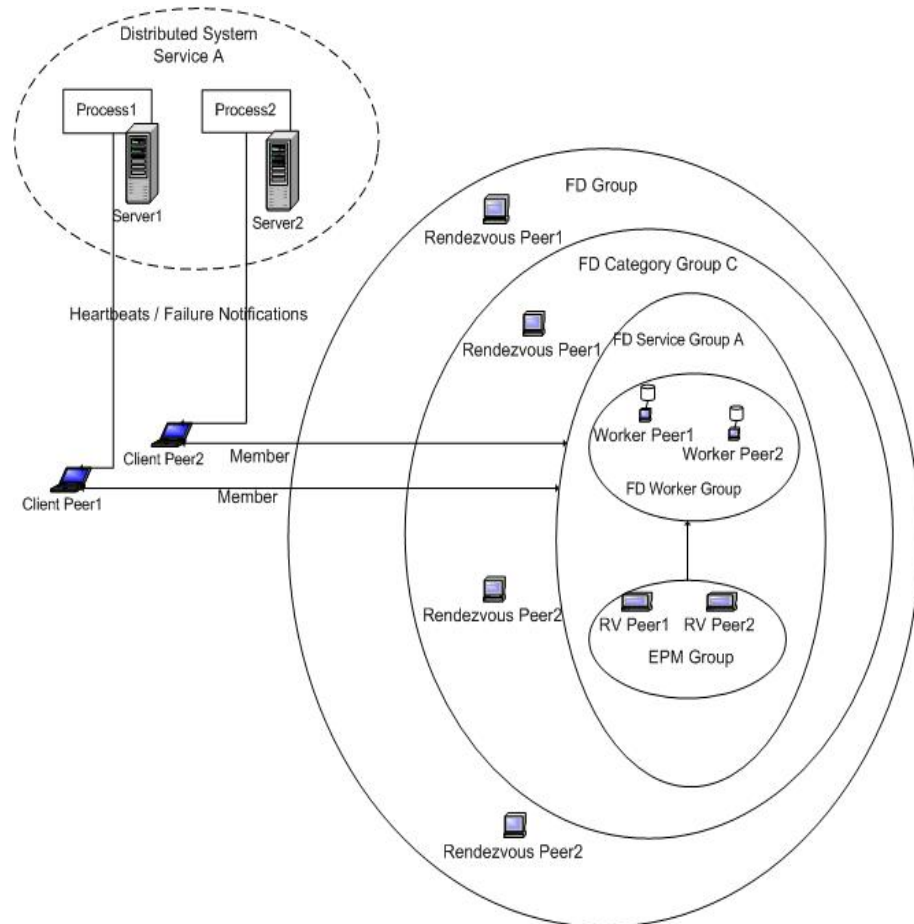 Distributed System
Service A
Process1
Process2
Server1
Server2
FD Group
Rendezvous Peer1
FD Category Group C
Heartbeats / Failure Notifications
Rendezvous Peer1
FD Service Group A
Worker Peer1
Worker Peer2
Client Peer2
Member
FD Worker Group
Client Peer1
Member
Rendezvous Peer2
RV Peer1
RV Peer2
EPM Group
Rendezvous Peer2